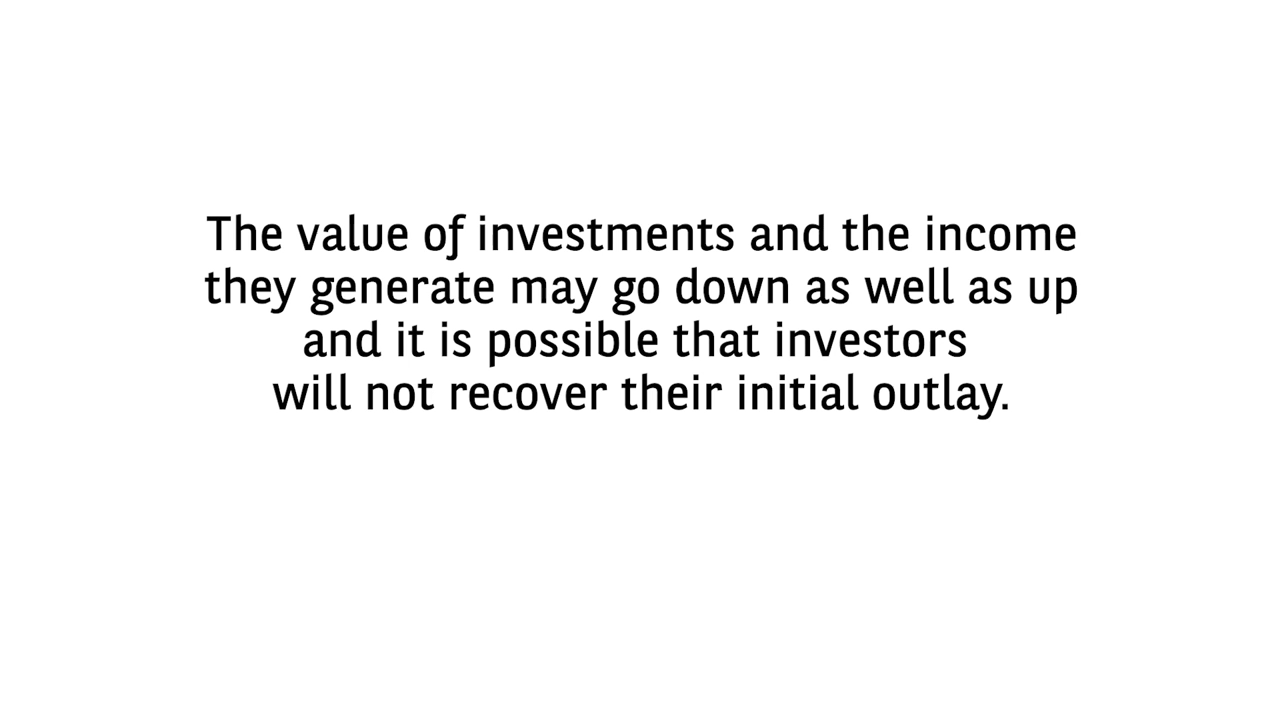 The value of investments and the income
they generate may go down as well as up
and it is possible that investors
will not recover their initial outlay.